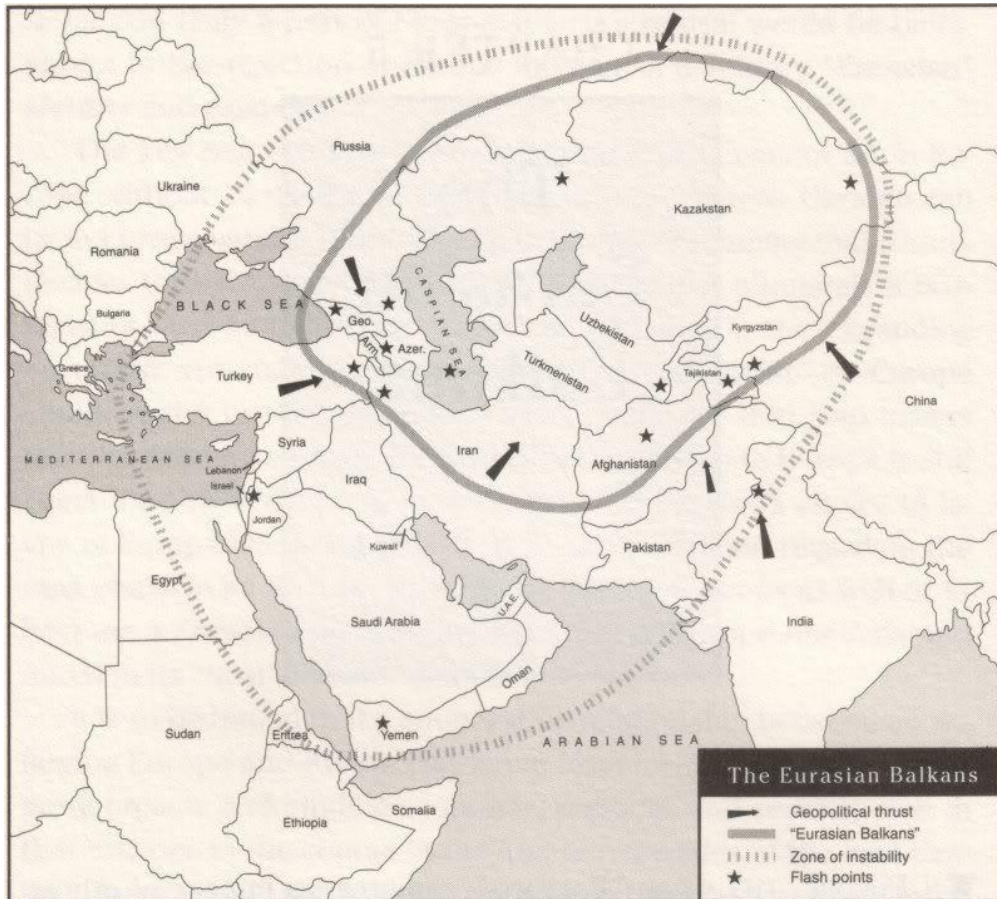 Russia
Ukraine
Kazakstan
Romania
BLACK SEA
CASPIAN SEA
Bulgaria
Geo.
Uzbekistan
Kyrgyzstan
Arm.
Azer.
Greece
Turkey
Turkmenistan
Tajikistan
China
Syria
Iran
MEDITERRANEAN SEA
Lebanon
Afghanistan
Israel
Iraq
Jordan
Kuwait
Pakistan
Egypt
U.A.E.
Saudi Arabia
India
Oman
Sudan
Eritrea
Yemen
ARABIAN SEA
Somalia
Ethiopia
The Eurasian Balkans
Geopolitical thrust
"Eurasian Balkans"
Zone of instability
Flash points